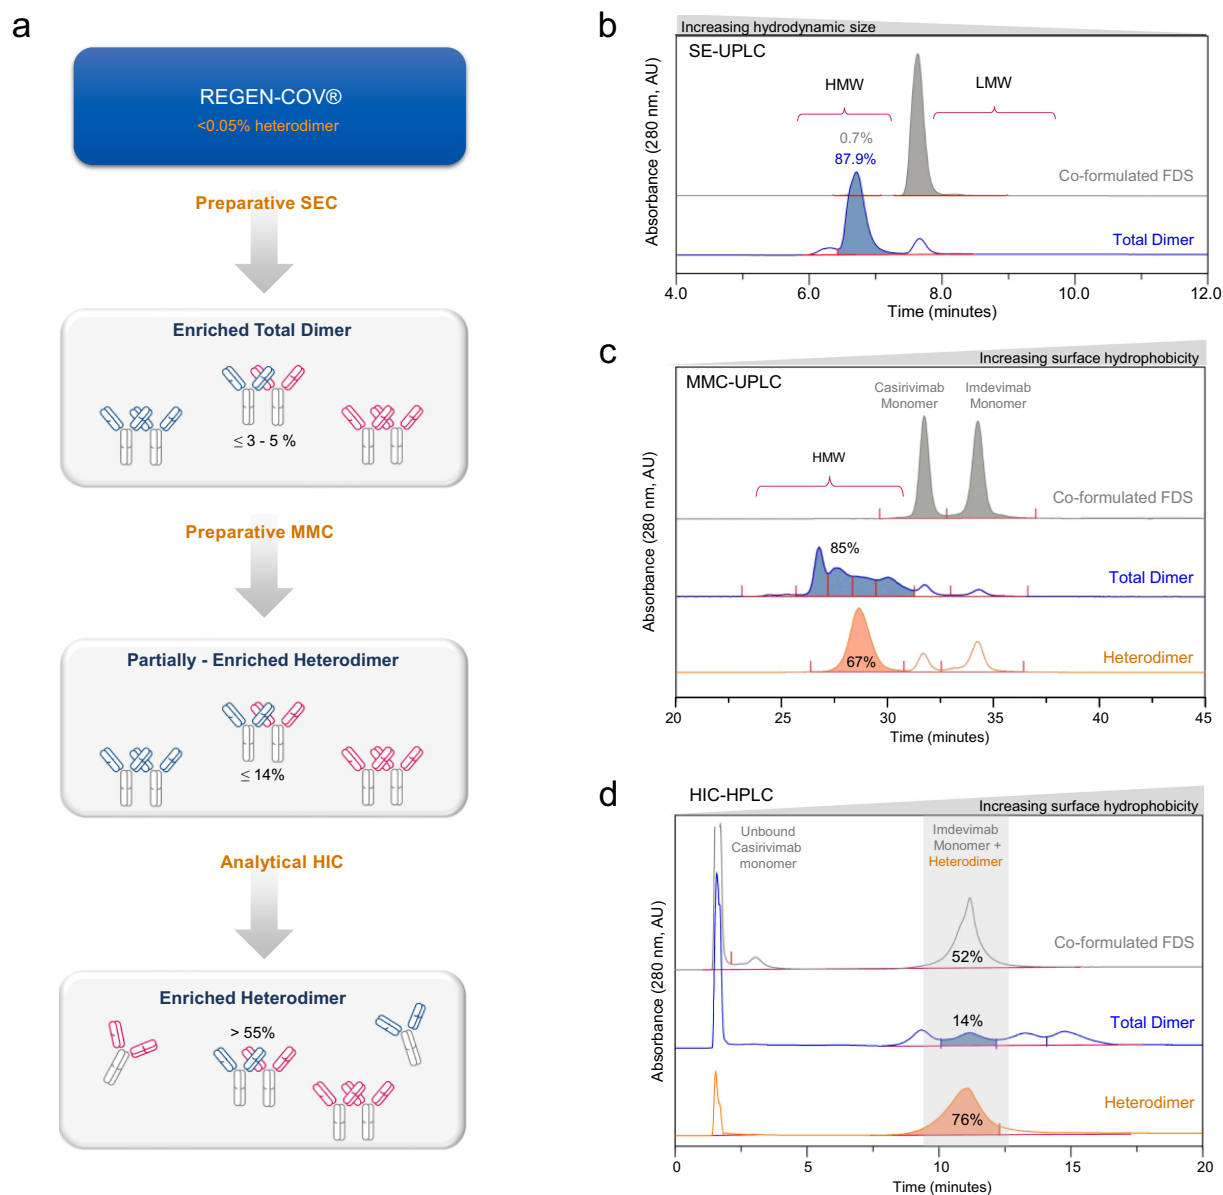 a
REGEN-COV®
<0.05% heterodimer
Preparative SEC
Enriched Total Dimer
≤ 3 - 5 %
Preparative MMC
Partially - Enriched Heterodimer
≤ 14%
Analytical HIC
Enriched Heterodimer
> 55%
b
Increasing hydrodynamic size
SE-UPLC
HMW
LMW
0.7%
87.9%
Co-formulated FDS
Total Dimer
Absorbance (280 nm, AU)
4.0 6.0 8.0 10.0 12.0
Time (minutes)
c
Increasing surface hydrophobicity
MMC-UPLC
Casirivimab
Monomer
Imdevimab
Monomer
HMW
Co-formulated FDS
85%
Total Dimer
67%
Heterodimer
Absorbance (280 nm, AU)
20 25 30 35 40 45
Time (minutes)
d
HIC-HPLC
Increasing surface hydrophobicity
Unbound
Casirivimab
monomer
Imdevimab
Monomer +
Heterodimer
Co-formulated FDS
52%
14%
Total Dimer
76%
Heterodimer
Absorbance (280 nm, AU)
0 5 10 15 20
Time (minutes)